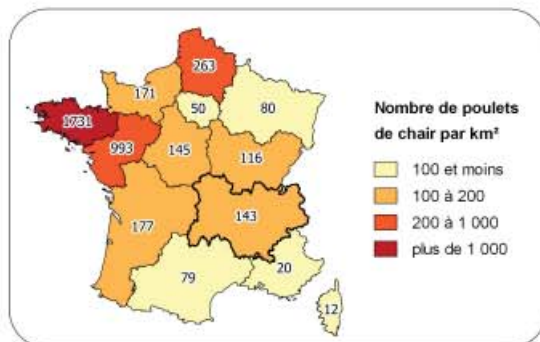 263
171
50
80
1731
993
145
116
177
143
79
20
12
Nombre de poulets
de chair par km²
100 et moins
100 à 200
200 à 1 000
plus de 1 000